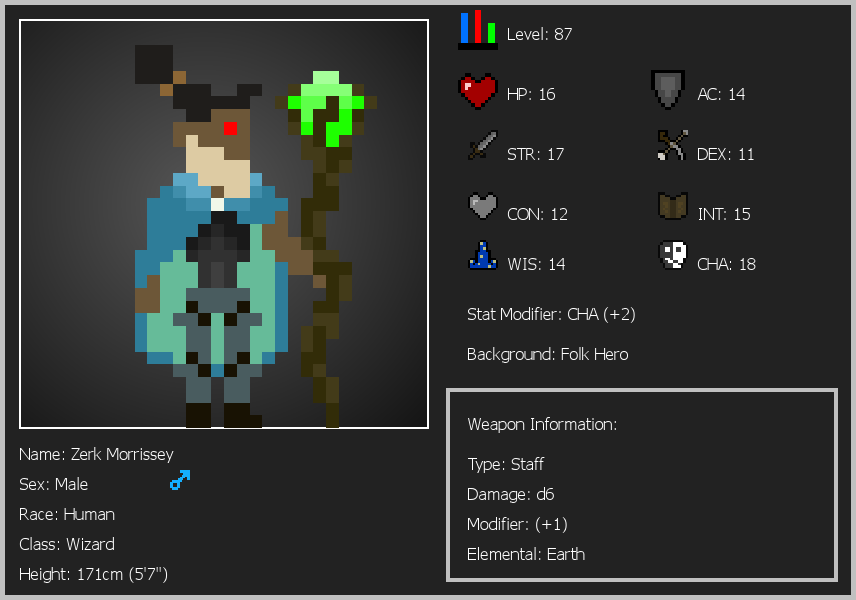 Name: Zerk Morrissey
Sex: Male
Race: Human
Class: Wizard
Height: 171cm (5'7")
Level: 87
HP: 16
AC: 14
STR: 17
DEX: 11
CON: 12
INT: 15
WIS: 14
CHA: 18
Stat Modifier: CHA (+2)
Background: Folk Hero
Weapon Information:
Type: Staff
Damage: d6
Modifier: (+1)
Elemental: Earth